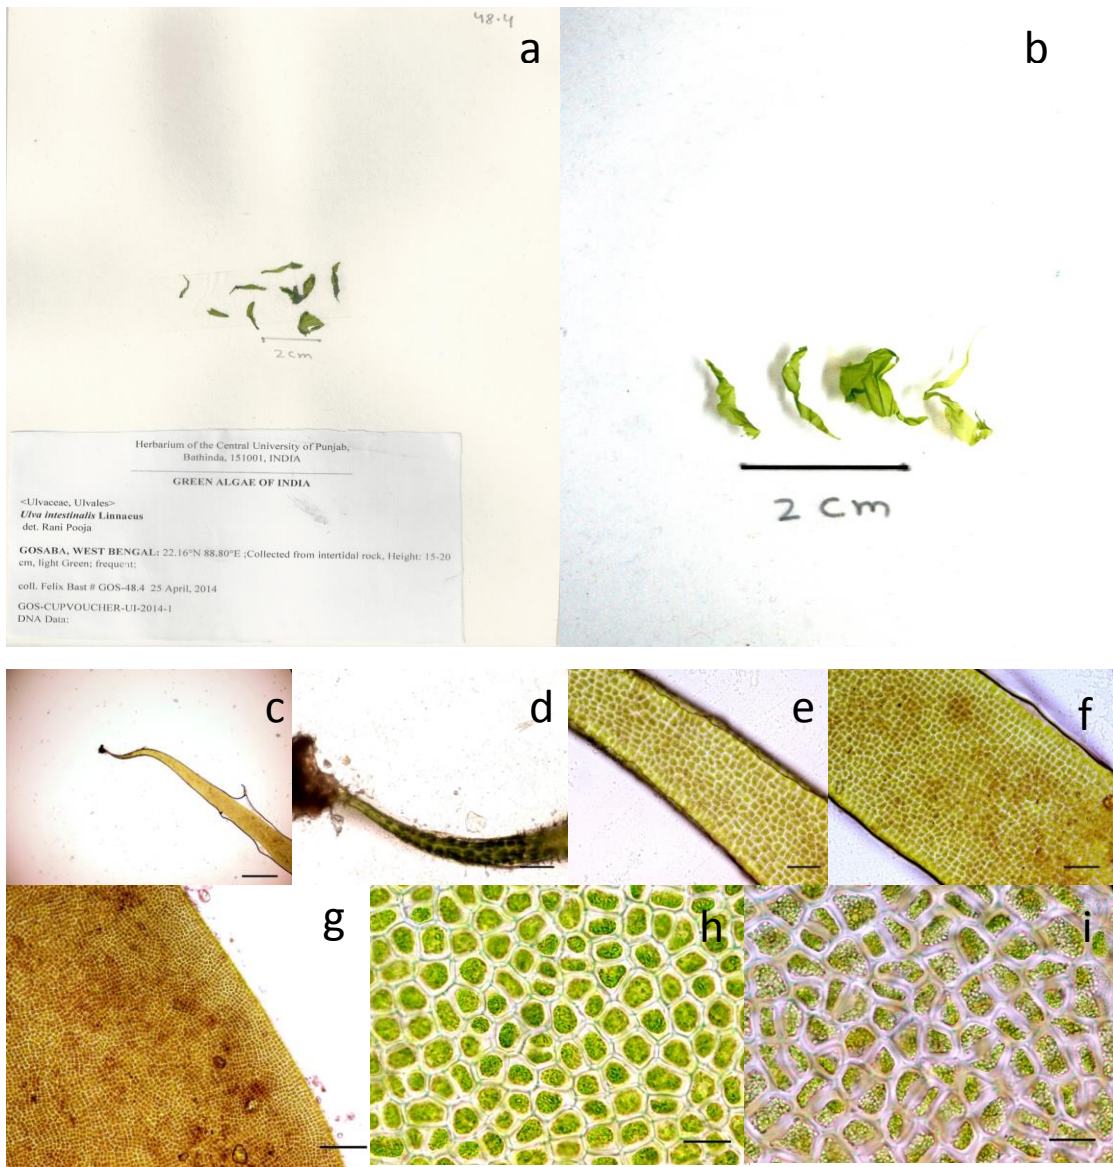 48.4
a
b
2 cm
Herbarium of the Central University of Punjab,
Bathinda, 151001, INDIA
GREEN ALGAE OF INDIA
<Ulvaceae, Ulvales>
Ulva intestinalis Linnaeus
det. Rani Pooja
GOSABA, WEST BENGAL: 22.16°N 88.80°E ;Collected from intertidal rock, Height: 15-20
cm, light Green; frequent;
coll. Felix Bast # GOS-48.4 25 April, 2014
GOS-CUPVOUCHER-UI-2014-1
DNA Data:
2 cm
c
d
e
f
g
h
i